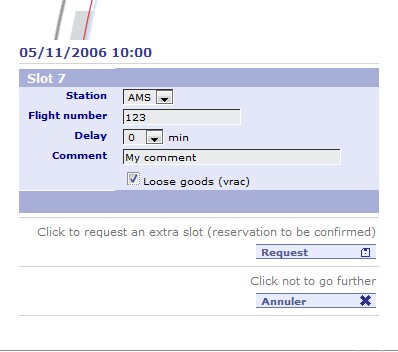 05/11/2006 10:00
Slot 7
Station AMS
Flight number 123
Delay 0 min
Comment My comment
Loose goods (vrac)
Click to request an extra slot (reservation to be confirmed)
Request
Click not to go further
Annuler